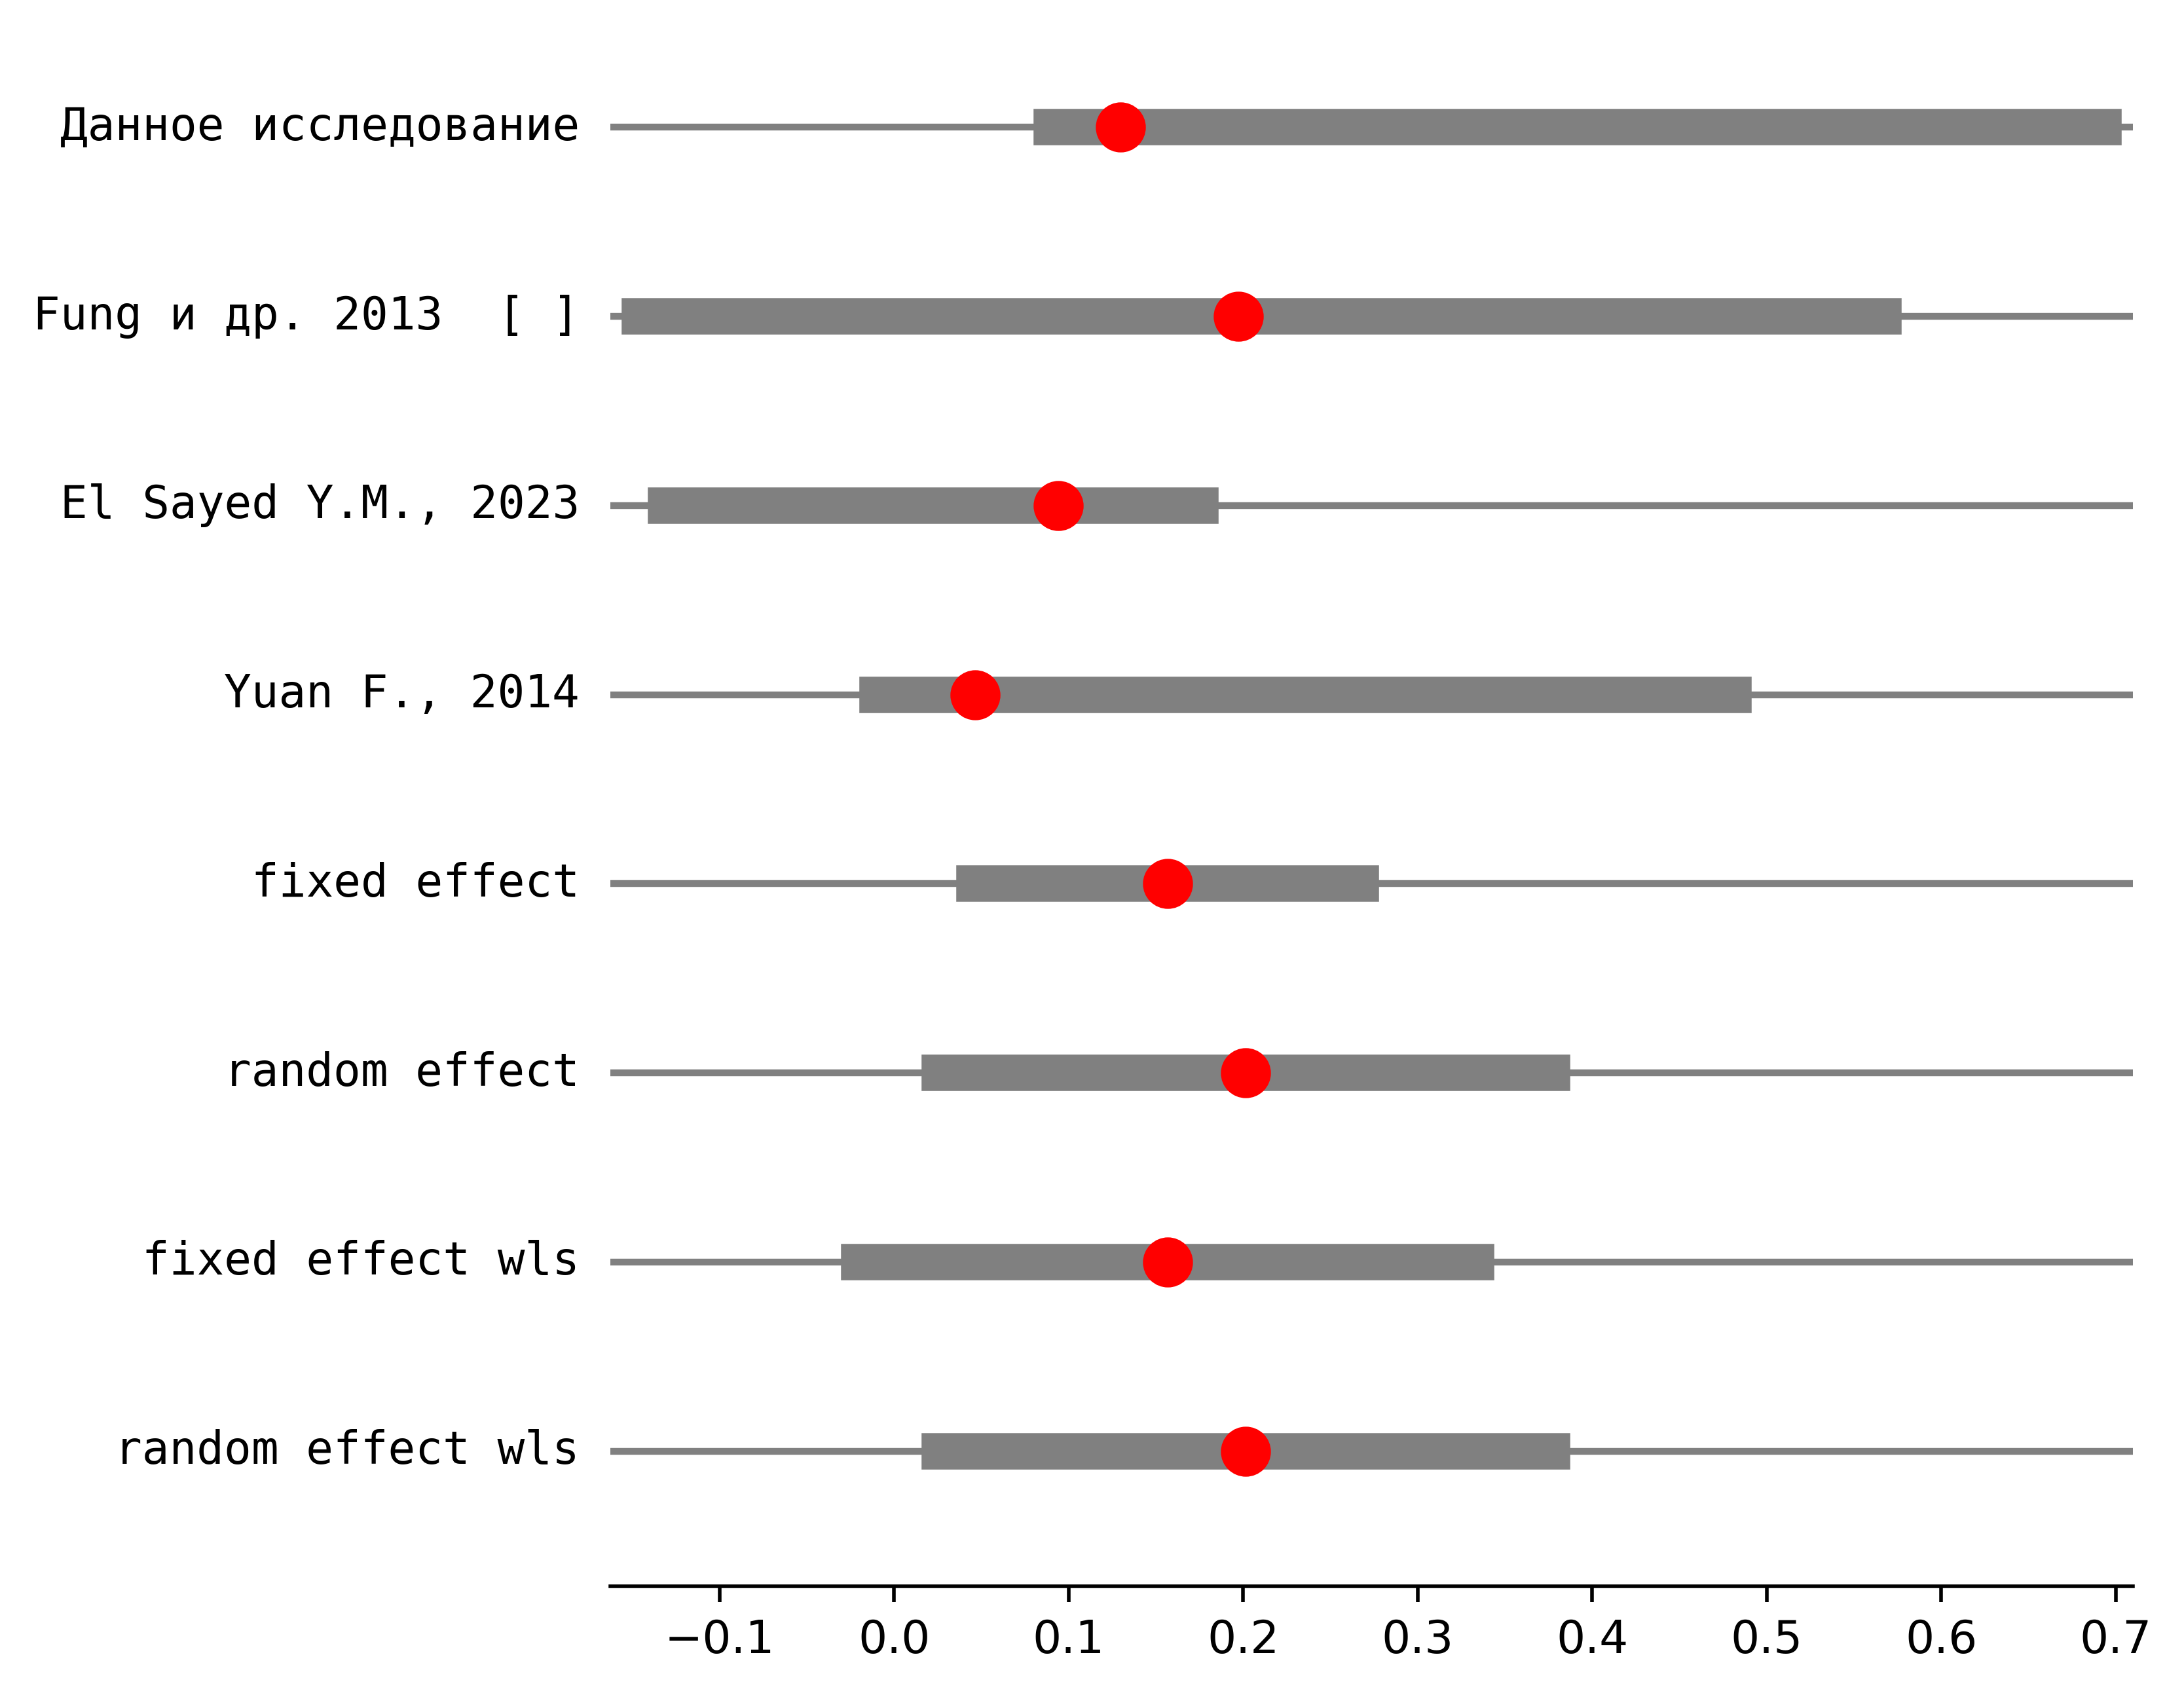 Данное исследование
Fung и др. 2013  [ ]
El Sayed Y.M., 2023
Yuan F., 2014
fixed effect
random effect
fixed effect wls
random effect wls
−0.1 0.0 0.1 0.2 0.3 0.4 0.5 0.6 0.7